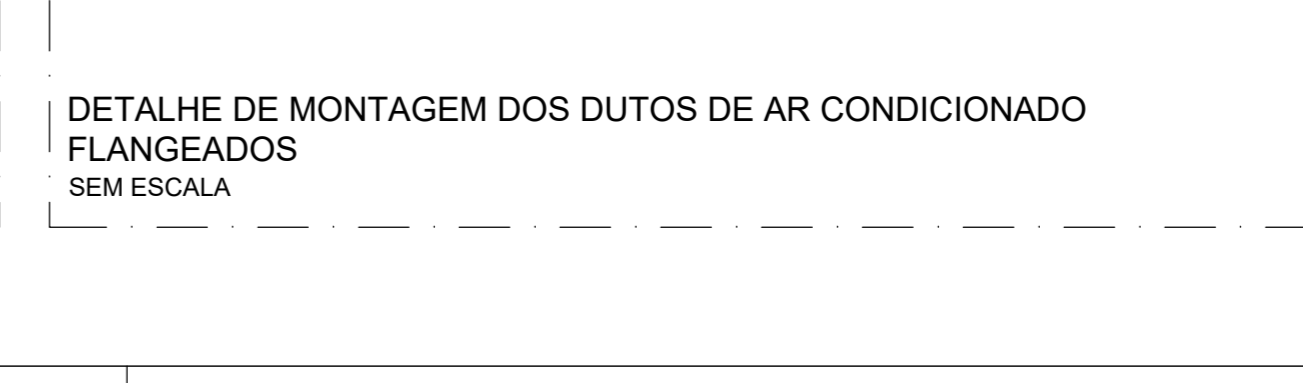 DETALHE DE MONTAGEM DOS DUTOS DE AR CONDICIONADO
FLANGEADOS
SEM ESCALA